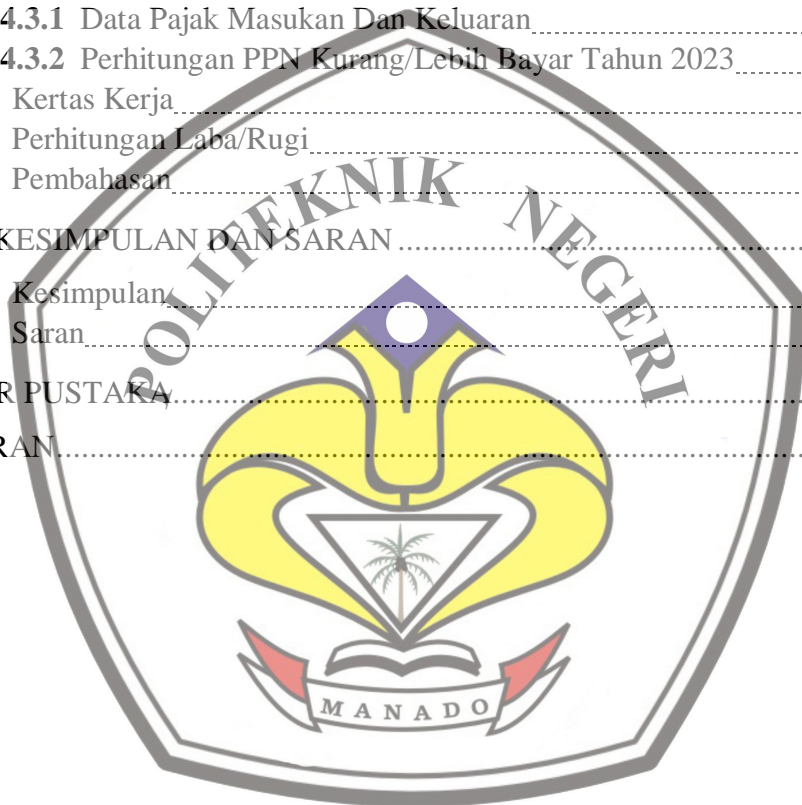 4.3.1 Data Pajak Masukan Dan Keluaran
4.3.2 Perhitungan PPN Kurang/Lebih Bayar Tahun 2023
Kertas Kerja
Perhitungan Laba/Rugi
Pembahasan
KESIMPULAN DAN SARAN
Kesimpulan
Saran
R PUSTAKA
RAN
POLITEKNIK NEGERI
MANADO